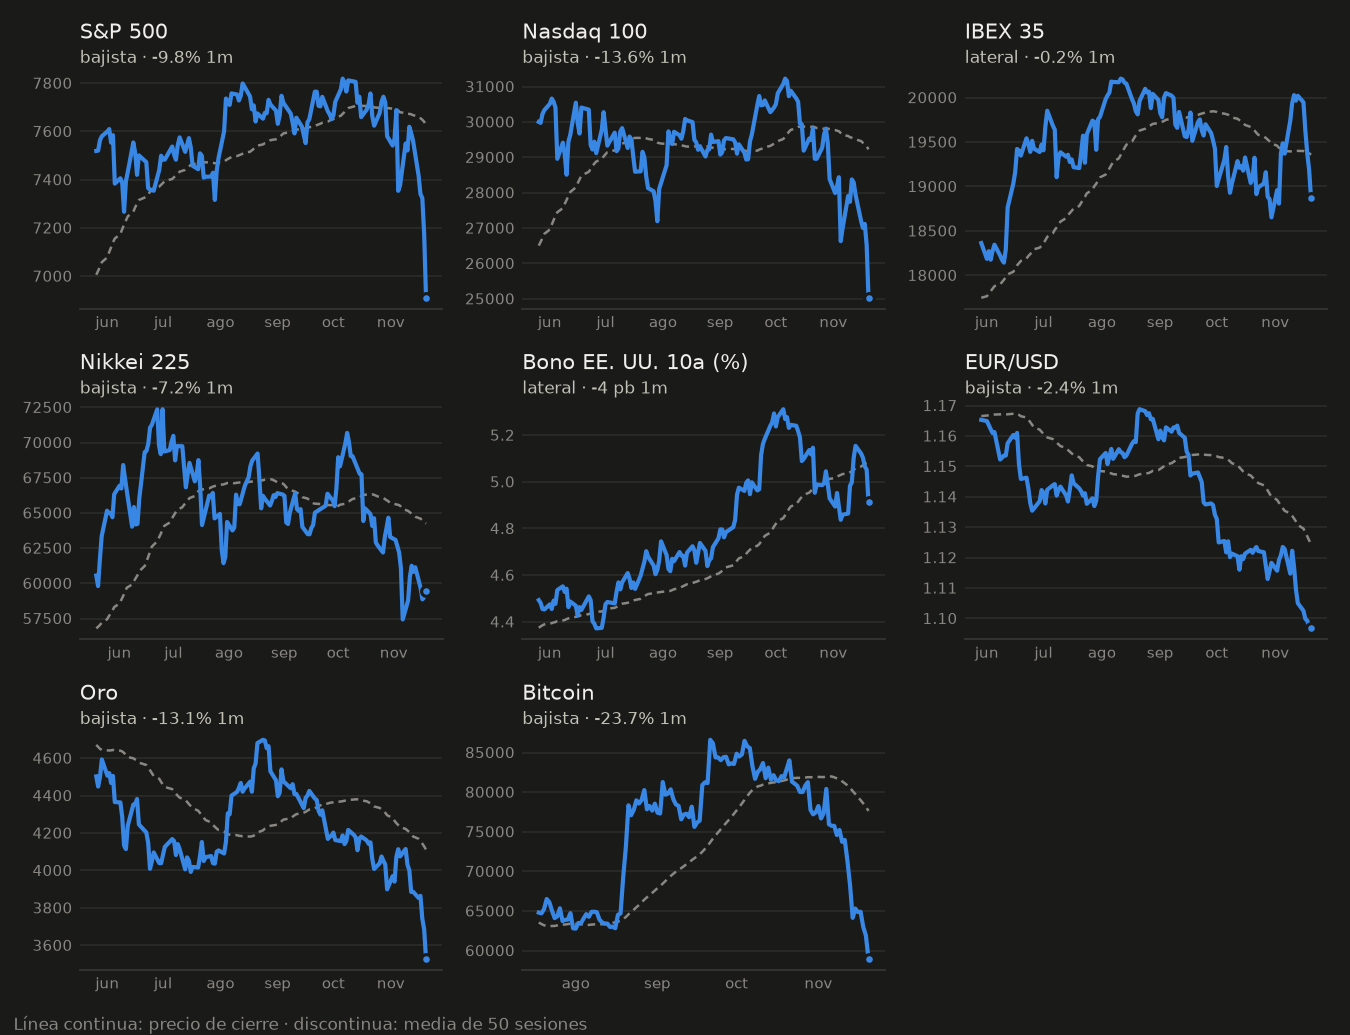 S&P 500
bajista · -9.8% 1m
7800
7600
7400
7200
7000
jun jul ago sep oct nov
Nasdaq 100
bajista · -13.6% 1m
31000
30000
29000
28000
27000
26000
25000
jun jul ago sep oct nov
IBEX 35
lateral · -0.2% 1m
20000
19500
19000
18500
18000
jun jul ago sep oct nov
Nikkei 225
bajista · -7.2% 1m
72500
70000
67500
65000
62500
60000
57500
jun jul ago sep oct nov
Bono EE. UU. 10a (%)
lateral · -4 pb 1m
5.2
5.0
4.8
4.6
4.4
jun jul ago sep oct nov
EUR/USD
bajista · -2.4% 1m
1.17
1.16
1.15
1.14
1.13
1.12
1.11
1.10
jun jul ago sep oct nov
Oro
bajista · -13.1% 1m
4600
4400
4200
4000
3800
3600
jun jul ago sep oct nov
Bitcoin
bajista · -23.7% 1m
85000
80000
75000
70000
65000
60000
ago sep oct nov
Línea continua: precio de cierre · discontinua: media de 50 sesiones